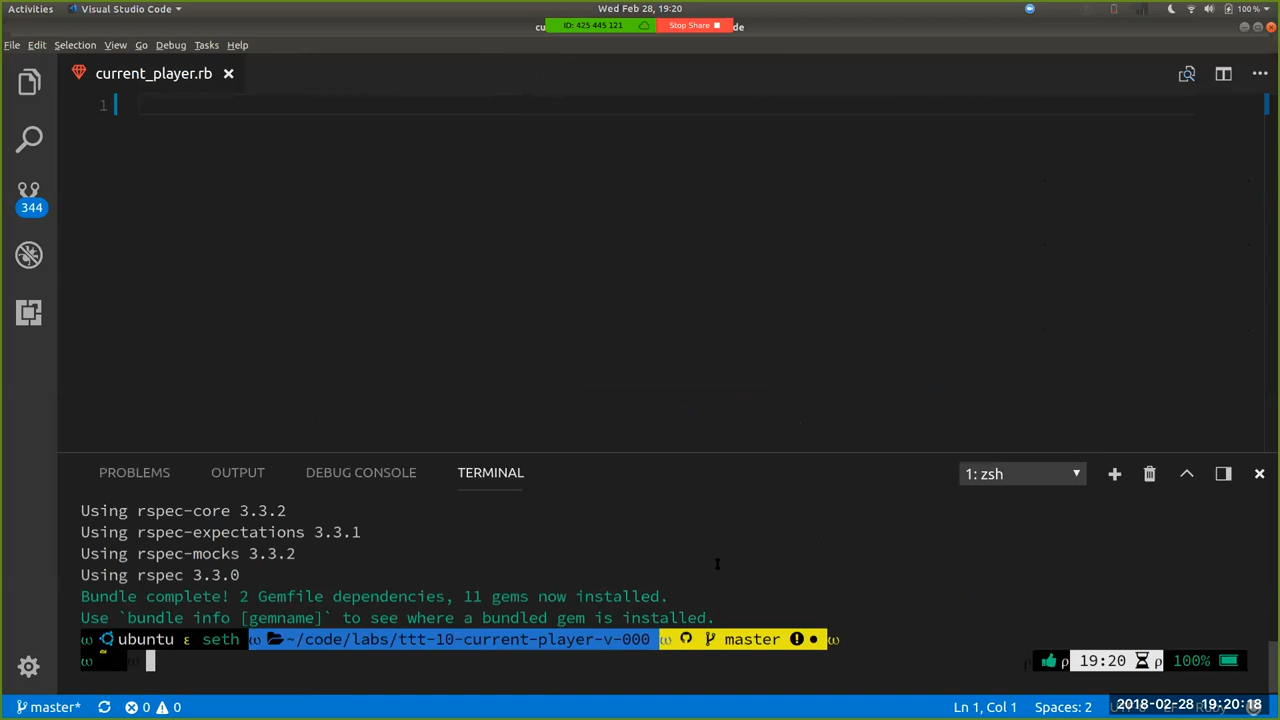 Activities Visual Studio Code Wed Feb 28, 19:20 100 %
ID: 425 445 121 Stop Share
File Edit Selection View Go Debug Tasks Help
current_player.rb
1
344
PROBLEMS OUTPUT DEBUG CONSOLE TERMINAL 1: zsh
Using rspec-core 3.3.2
Using rspec-expectations 3.3.1
Using rspec-mocks 3.3.2
Using rspec 3.3.0
Bundle complete! 2 Gemfile dependencies, 11 gems now installed.
Use `bundle info [gemname]` to see where a bundled gem is installed.
ω ubuntu ε seth ω ~/code/labs/ttt-10-current-player-v-000 ω master ω
ω ρ 19:20 ρ 100%
master* 0 0 Ln 1, Col 1 Spaces: 2 2018-02-28 19:20:18